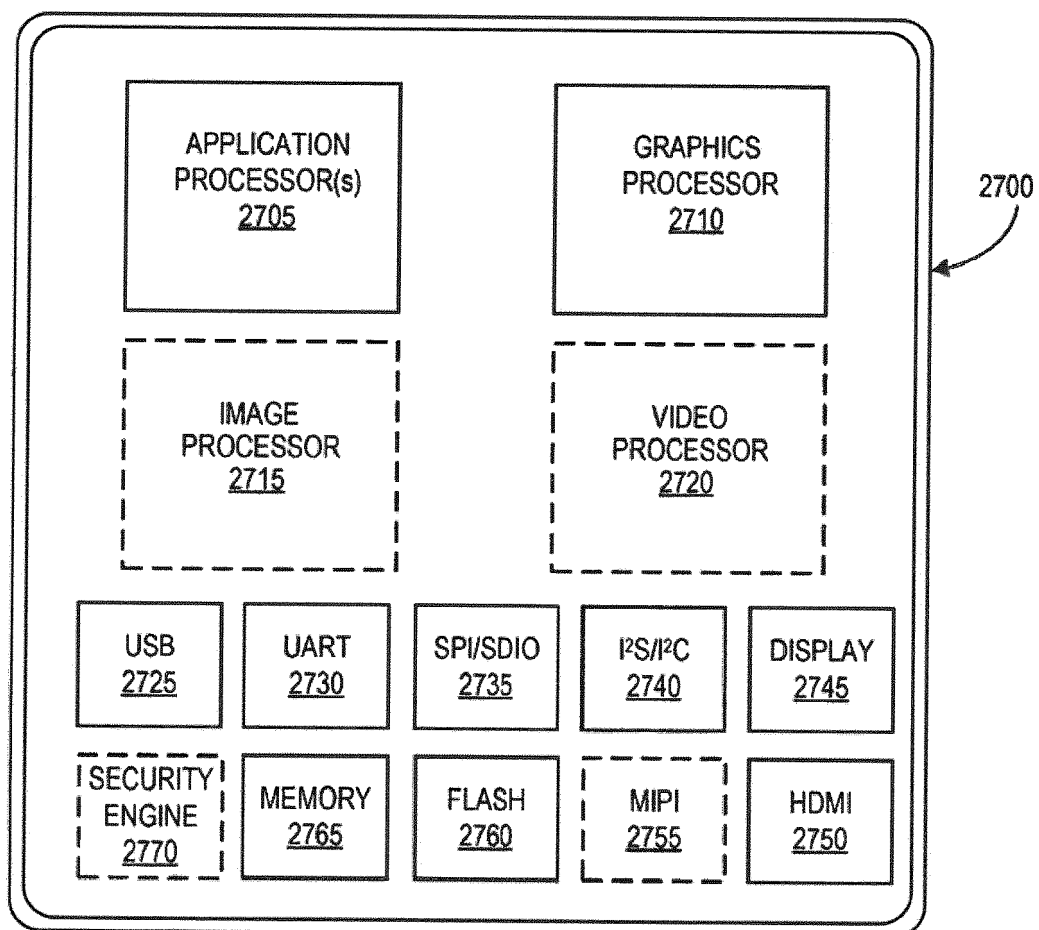 APPLICATION
PROCESSOR(s)
2705
GRAPHICS
PROCESSOR
2710
2700
IMAGE
PROCESSOR
2715
VIDEO
PROCESSOR
2720
USB
2725
UART
2730
SPI/SDIO
2735
I²S/I²C
2740
DISPLAY
2745
SECURITY
ENGINE
2770
MEMORY
2765
FLASH
2760
MIPI
2755
HDMI
2750